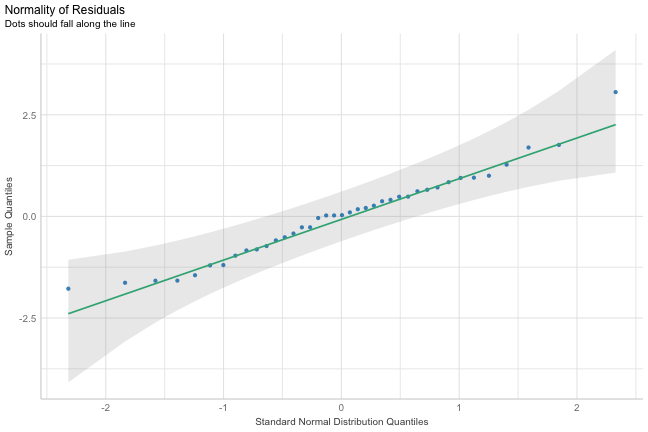 Normality of Residuals
Dots should fall along the line
2.5
0.0
-2.5
Sample Quantiles
-2
-1
0
1
2
Standard Normal Distribution Quantiles